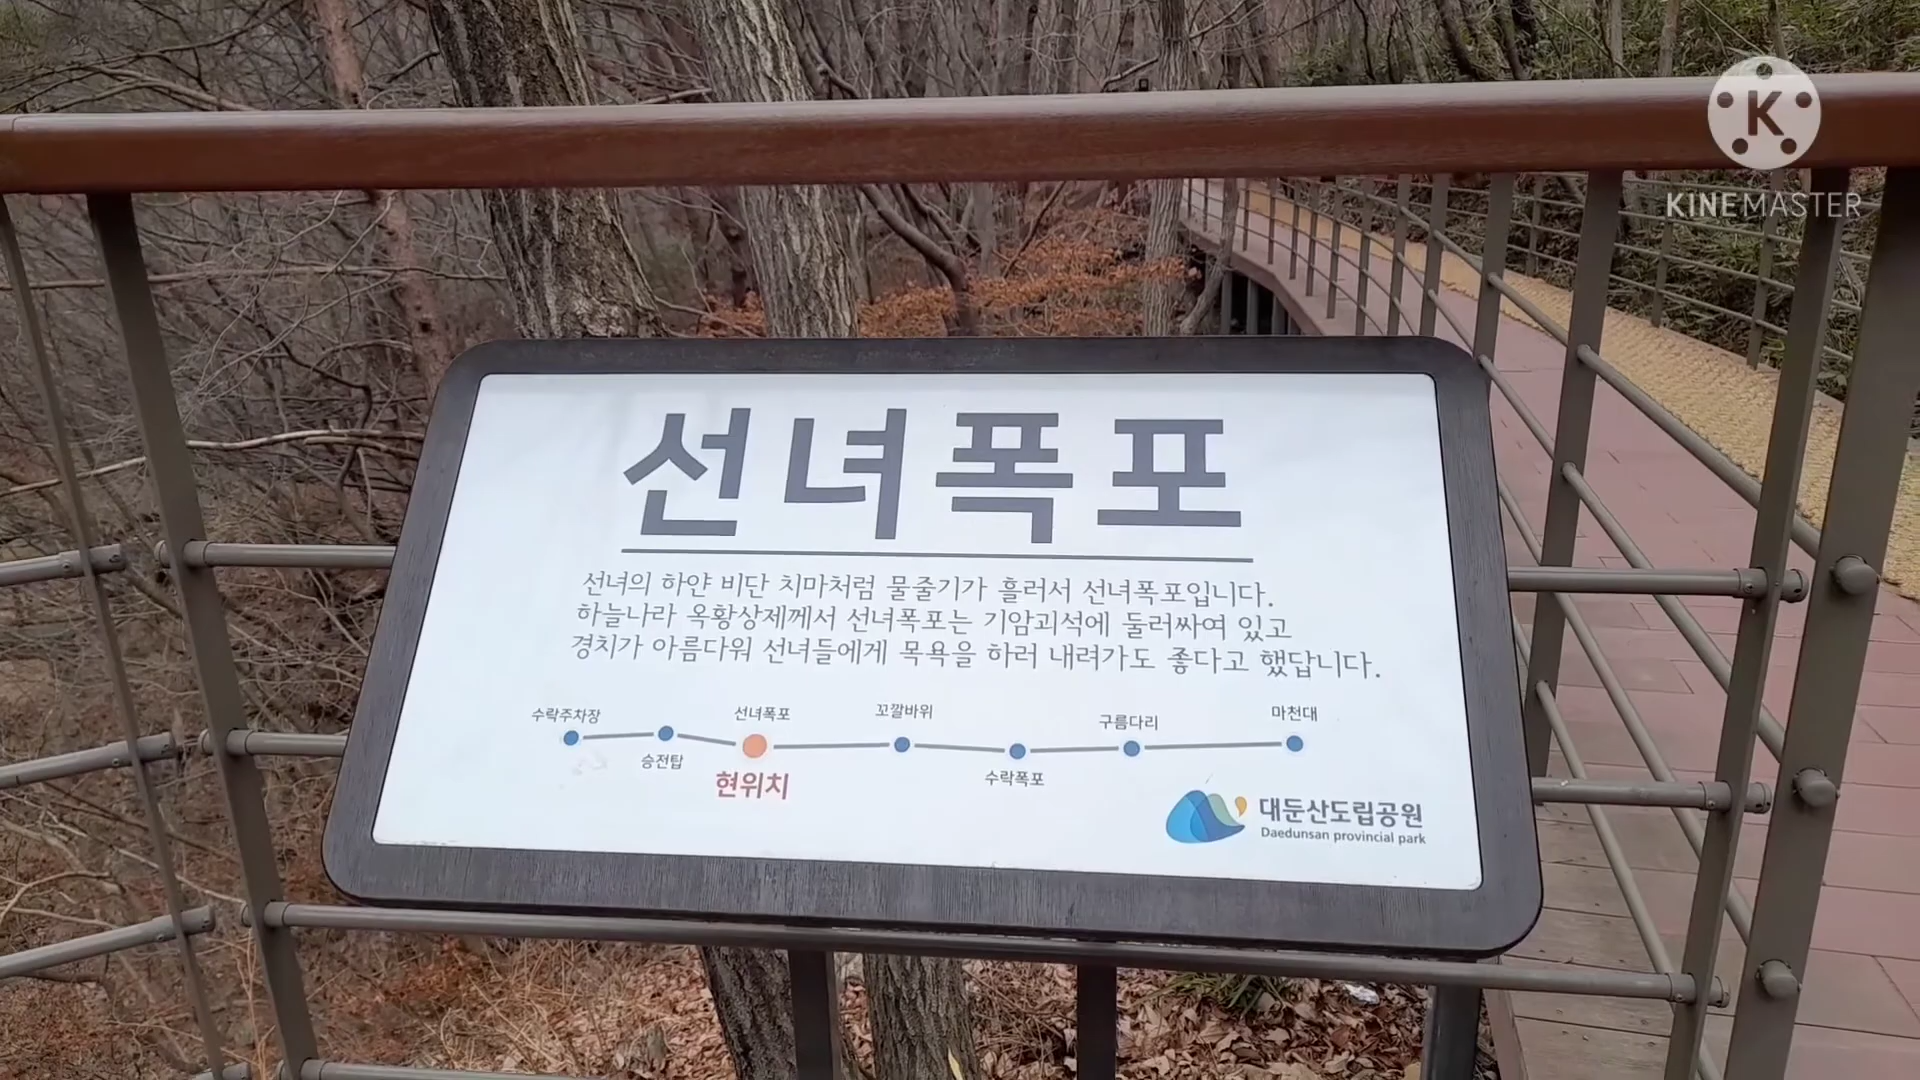 K
KINEMASTER
선녀폭포
선녀의 하얀 비단 치마처럼 물줄기가 흘러서 선녀폭포입니다.
하늘나라 옥황상제께서 선녀폭포는 기암괴석에 둘러싸여 있고
경치가 아름다워 선녀들에게 목욕을 하러 내려가도 좋다고 했답니다.
수락주차장
승전탑
선녀폭포
현위치
꼬깔바위
수락폭포
구름다리
마천대
대둔산도립공원
Daedunsan provincial park